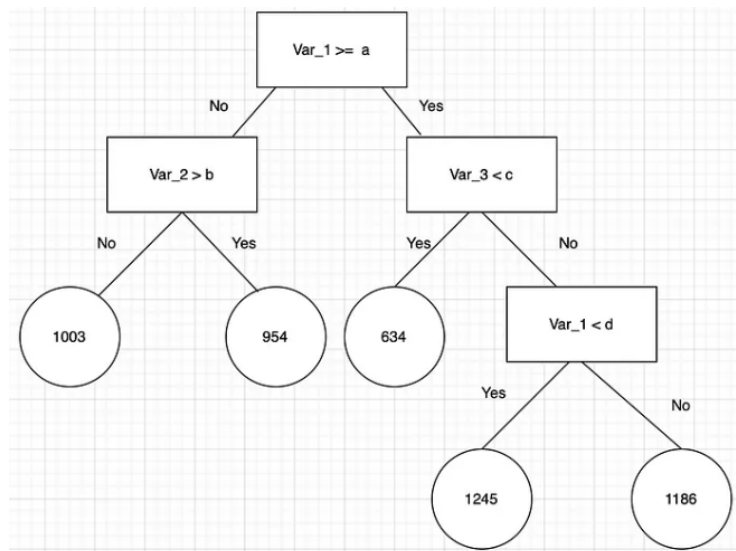 Var_1 >= a
No
Yes
Var_2 > b
Var_3 < c
No
Yes
Yes
No
1003
954
634
Var_1 < d
Yes
No
1245
1186